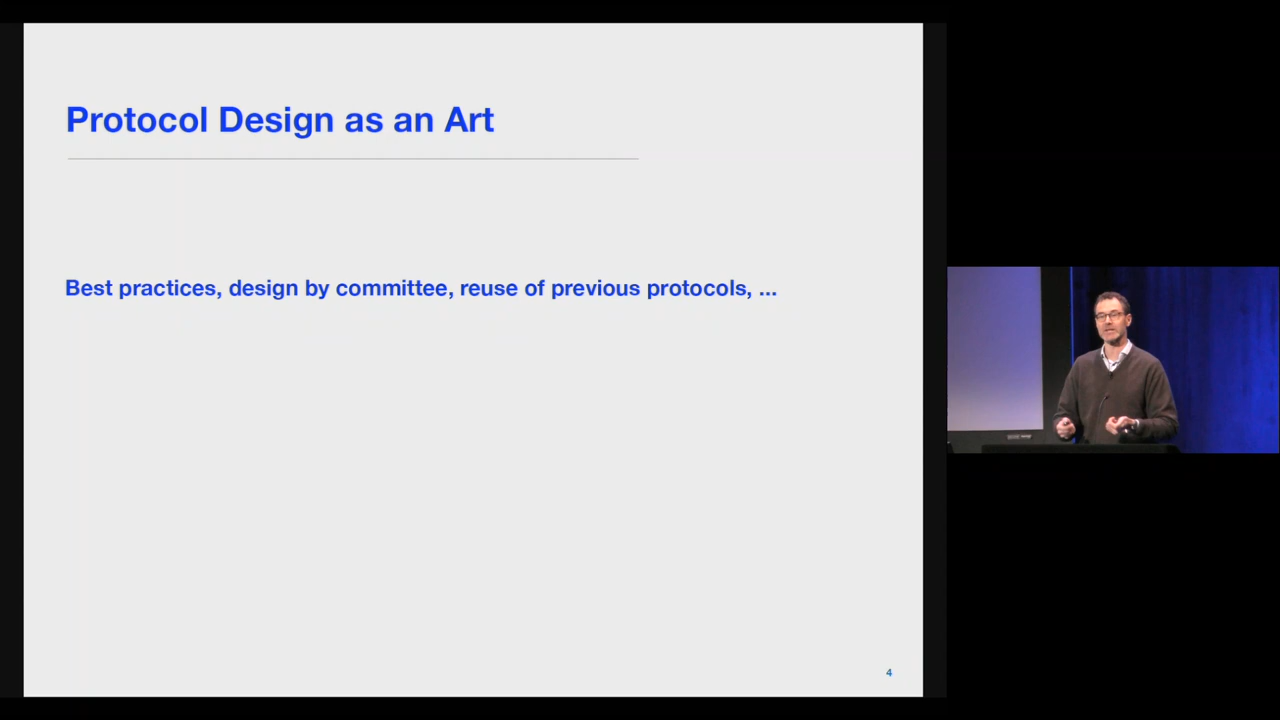 Protocol Design as an Art
Best practices, design by committee, reuse of previous protocols, ...
4